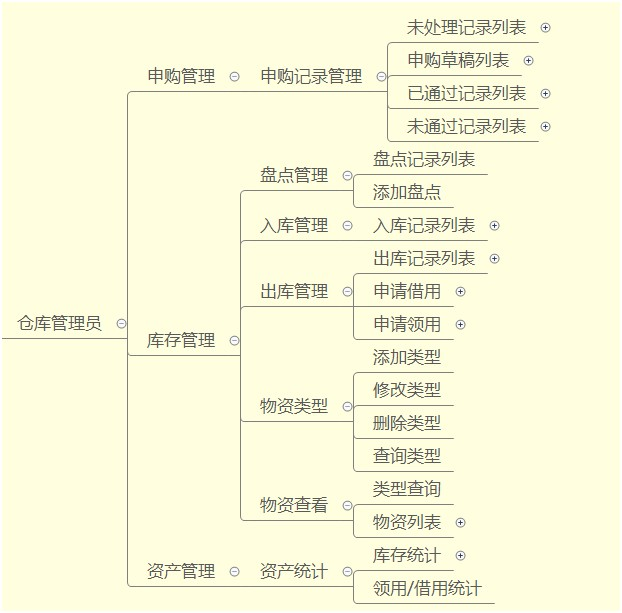 未处理记录列表
申购草稿列表
申购管理
申购记录管理
已通过记录列表
未通过记录列表
盘点记录列表
盘点管理
添加盘点
入库管理
入库记录列表
出库记录列表
出库管理
申请借用
仓库管理员
申请领用
库存管理
添加类型
修改类型
物资类型
删除类型
查询类型
类型查询
物资查看
物资列表
库存统计
资产管理
资产统计
领用/借用统计